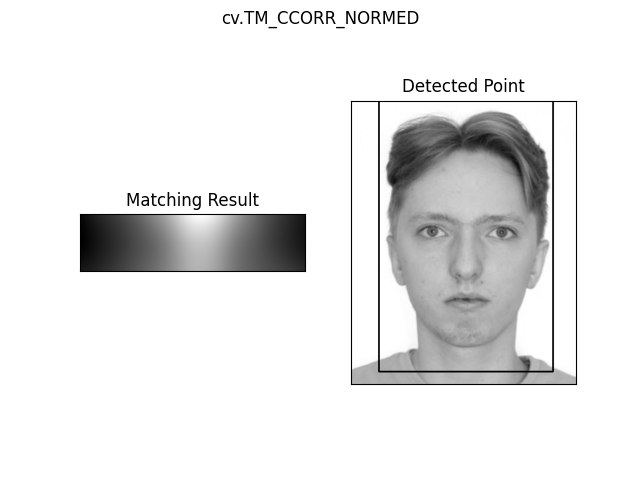 cv.TM_CCORR_NORMED
Detected Point
Matching Result